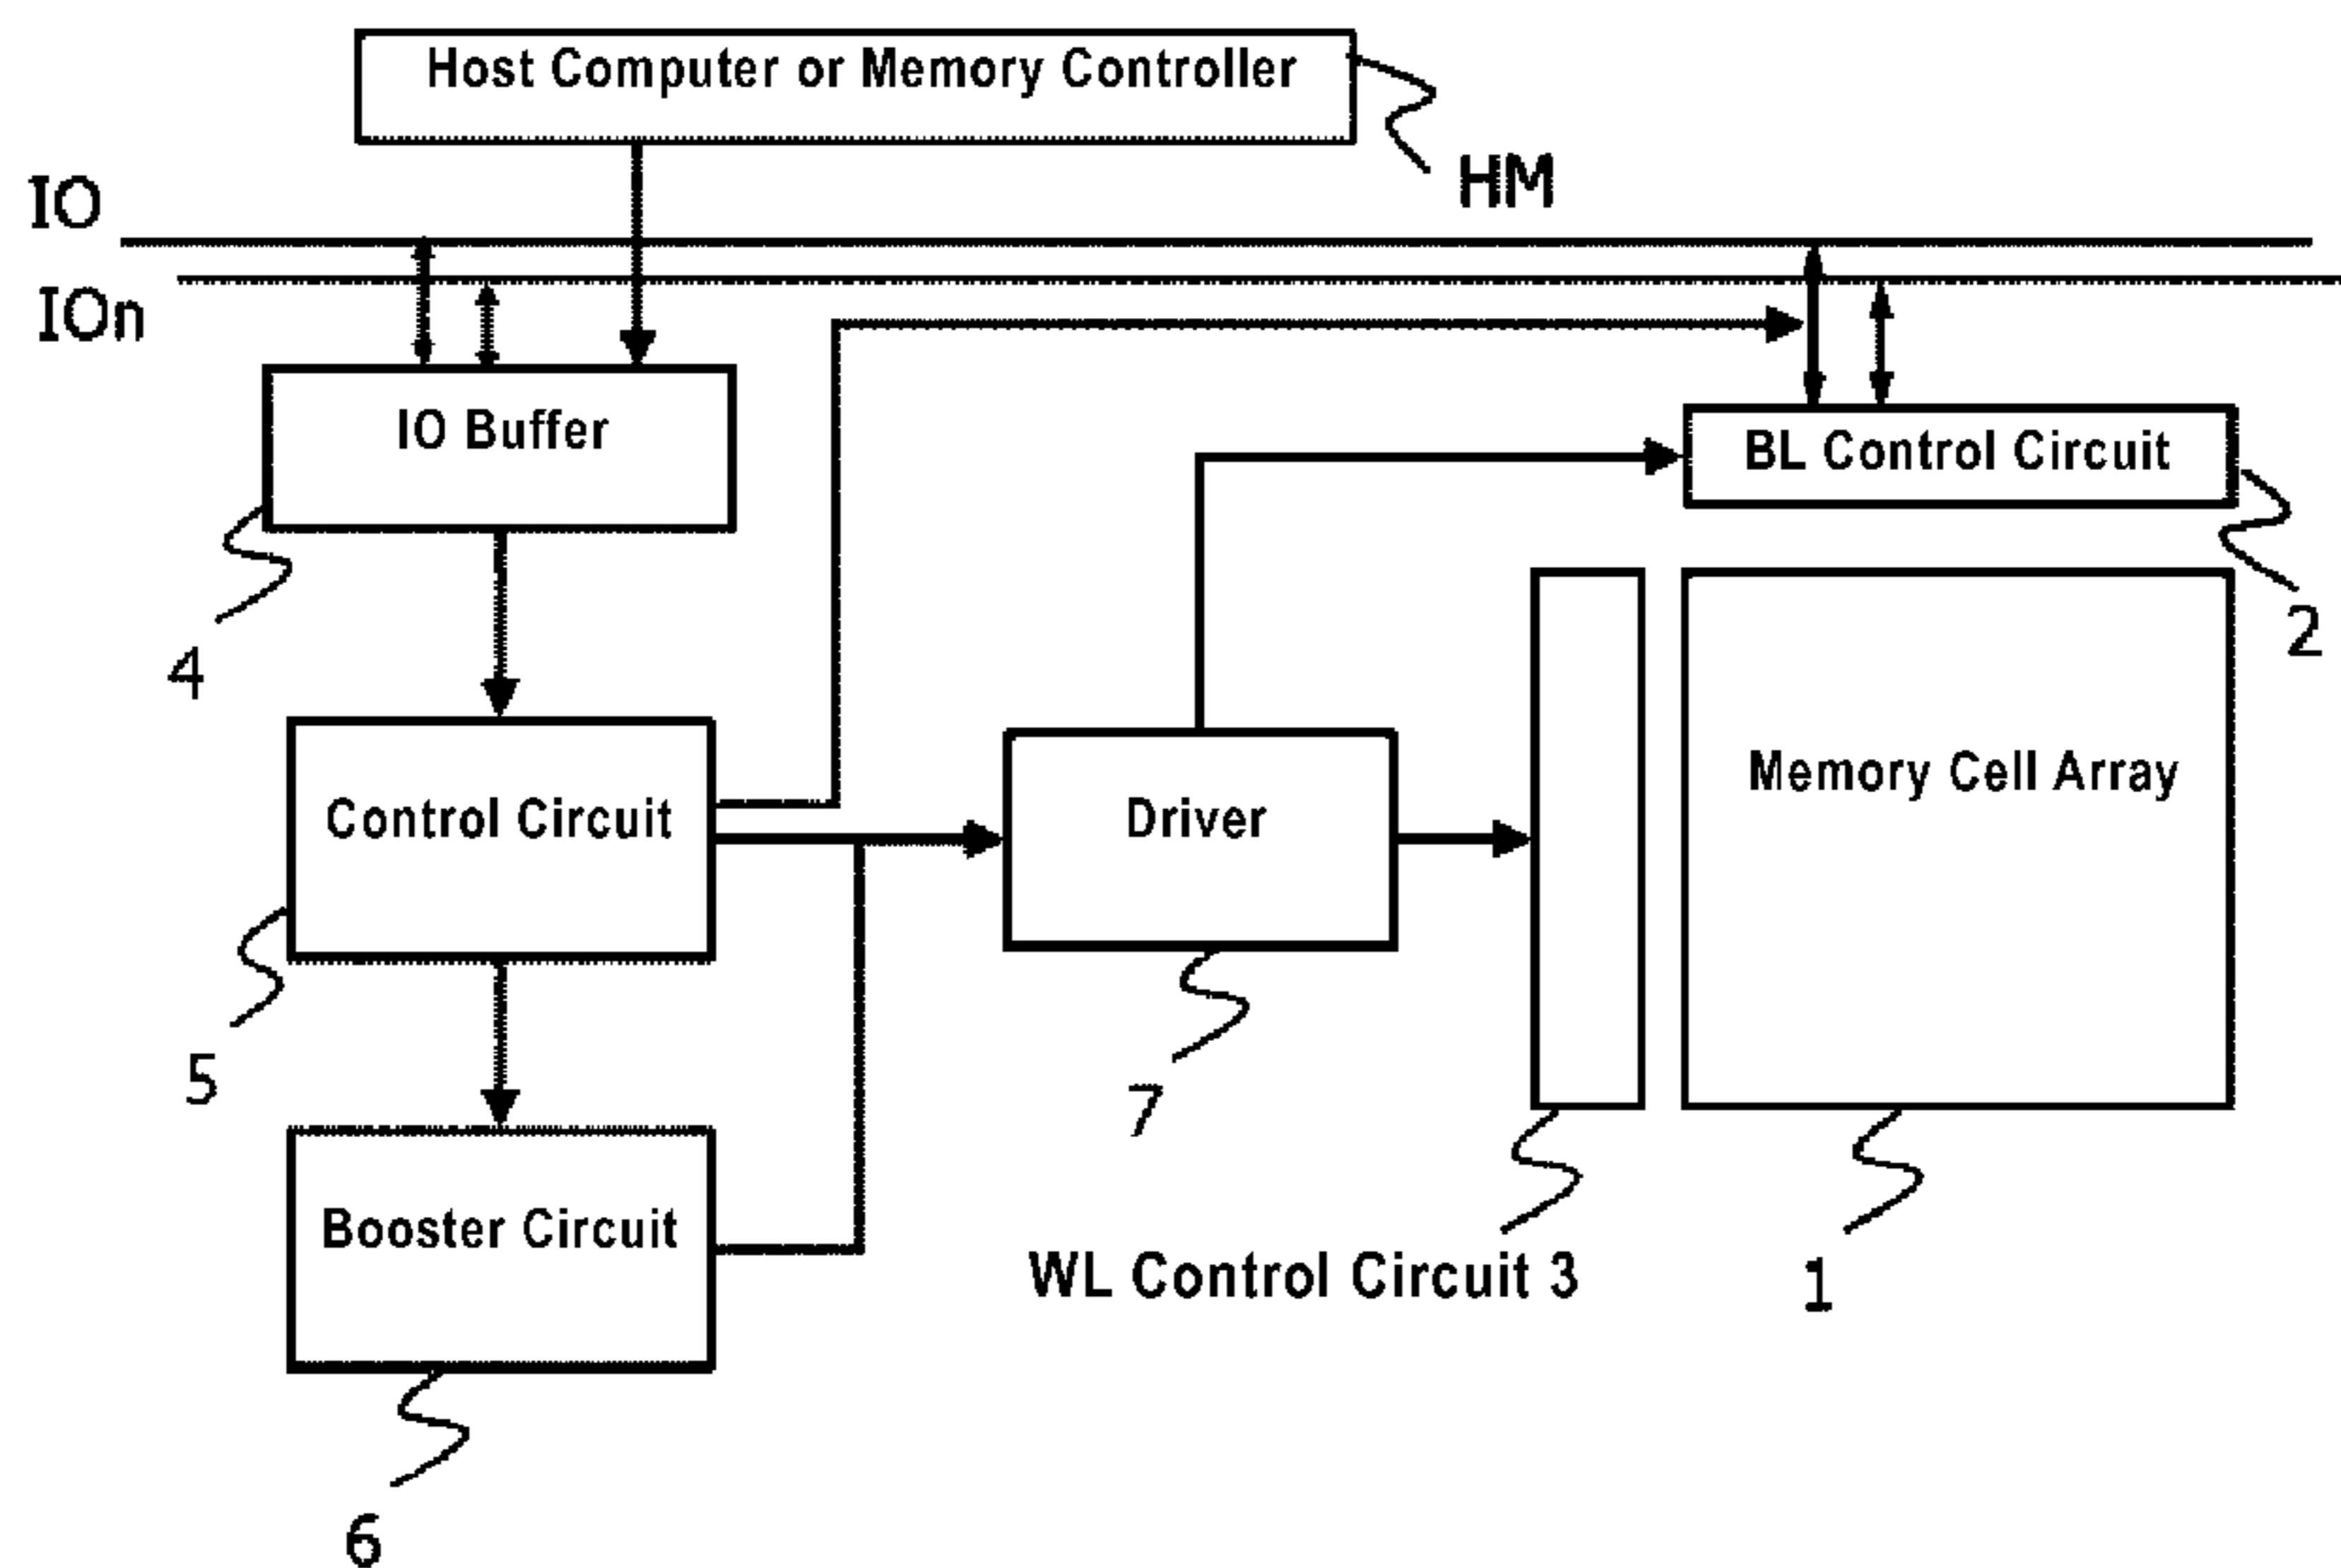 Host Computer or Memory Controller
HM
IO
IOn
IO Buffer
BL Control Circuit
4
2
Control Circuit
Driver
Memory Cell Array
5
7
Booster Circuit
WL Control Circuit 3
1
6